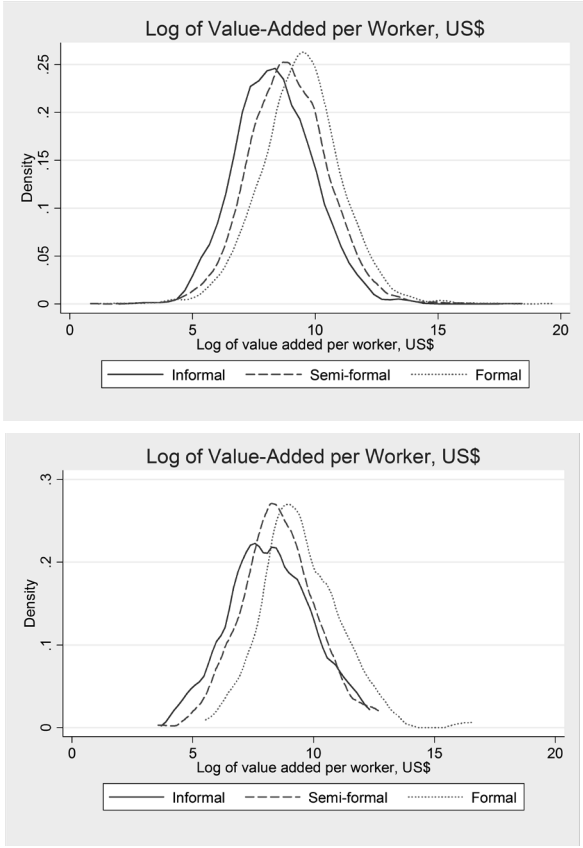 Log of Value-Added per Worker, US$
.25
.2
.15
.1
.05
0
Density
0 5 10 15 20
Log of value added per worker, US$
Informal Semi-formal Formal
Log of Value-Added per Worker, US$
.3
.2
.1
0
Density
0 5 10 15 20
Log of value added per worker, US$
Informal Semi-formal Formal